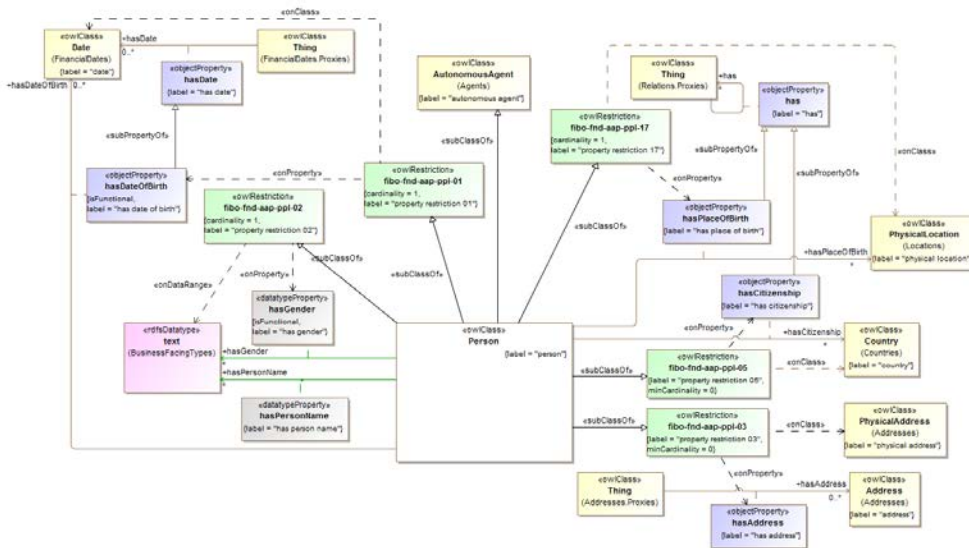 «onClass»
«owlClass»
Date
(FinancialDates)
[label = "date"]
+hasDate
0..*
«owlClass»
Thing
(FinancialDates.Proxies)
+hasDateOfBirth
0..*
«objectProperty»
hasDate
[label = "has date"]
«subPropertyOf»
«objectProperty»
hasDateOfBirth
[isFunctional,
label = "has date of birth"]
«onProperty»
«owlRestriction»
fibo-fnd-aap-ppl-02
[cardinality = 1,
label = "property restriction 02"]
«owlRestriction»
fibo-fnd-aap-ppl-01
[cardinality = 1,
label = "property restriction 01"]
«owlClass»
AutonomousAgent
(Agents)
[label = "autonomous agent"]
«subClassOf»
«owlRestriction»
fibo-fnd-aap-ppl-17
[cardinality = 1,
label = "property restriction 17"]
«owlClass»
Thing
(Relations.Proxies)
+has
*
«objectProperty»
has
[label = "has"]
«subPropertyOf»
«subPropertyOf»
«onClass»
«onProperty»
«objectProperty»
hasPlaceOfBirth
[label = "has place of birth"]
«owlClass»
PhysicalLocation
(Locations)
[label = "physical location"]
+hasPlaceOfBirth
*
«subClassOf»
«subClassOf»
«subClassOf»
«onDataRange»
«onProperty»
«rdfsDatatype»
text
(BusinessFacingTypes)
«datatypeProperty»
hasGender
[isFunctional,
label = "has gender"]
+hasGender
*
+hasPersonName
*
«datatypeProperty»
hasPersonName
[label = "has person name"]
«owlClass»
Person
[label = "person"]
«objectProperty»
hasCitizenship
[label = "has citizenship"]
«onProperty»
+hasCitizenship
*
«owlClass»
Country
(Countries)
[label = "country"]
«subClassOf»
«owlRestriction»
fibo-fnd-aap-ppl-05
[label = "property restriction 05",
minCardinality = 0]
«onClass»
«subClassOf»
«owlRestriction»
fibo-fnd-aap-ppl-03
[label = "property restriction 03",
minCardinality = 0]
«onClass»
«owlClass»
PhysicalAddress
(Addresses)
[label = "physical address"]
«onProperty»
«owlClass»
Thing
(Addresses.Proxies)
+hasAddress
0..*
«owlClass»
Address
(Addresses)
[label = "address"]
«objectProperty»
hasAddress
[label = "has address"]